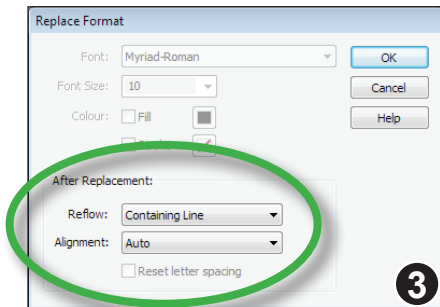 Replace Format
Font: Myriad-Roman OK
Font Size: 10 Cancel
Colour: Fill Help
After Replacement:
Reflow: Containing Line
Alignment: Auto
Reset letter spacing
3